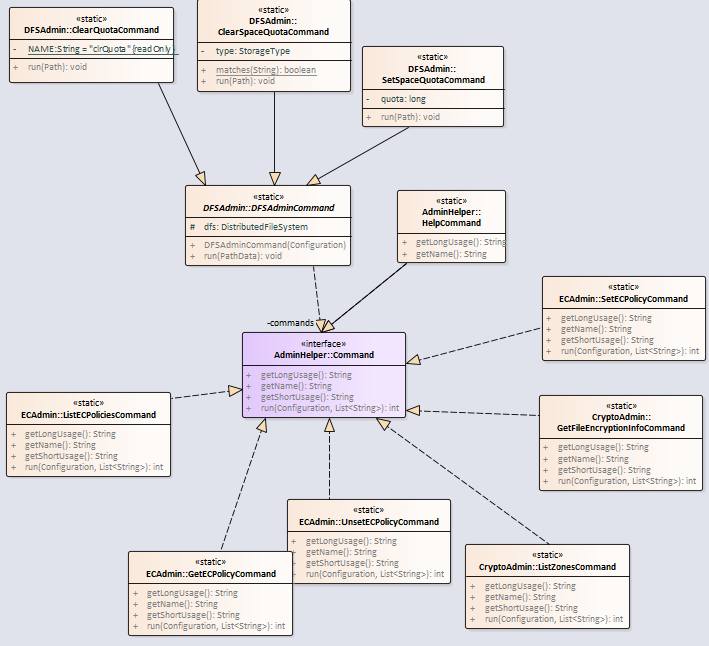 «static»
DFSAdmin::ClearQuotaCommand
- NAME:String = "clrQuota" {readOnly
+ run(Path): void
«static»
DFSAdmin::
ClearSpaceQuotaCommand
- type: StorageType
+ matches(String): boolean
+ run(Path): void
«static»
DFSAdmin::
SetSpaceQuotaCommand
- quota: long
+ run(Path): void
«static»
DFSAdmin::DFSAdminCommand
# dfs: DistributedFileSystem
+ DFSAdminCommand(Configuration)
+ run(PathData): void
«static»
AdminHelper::
HelpCommand
+ getLongUsage(): String
+ getName(): String
«static»
ECAdmin::SetECPolicyCommand
+ getLongUsage(): String
+ getName(): String
+ getShortUsage(): String
+ run(Configuration, List<String>): int
-commands
«interface»
AdminHelper::Command
+ getLongUsage(): String
+ getName(): String
+ getShortUsage(): String
+ run(Configuration, List<String>): int
«static»
ECAdmin::ListECPoliciesCommand
+ getLongUsage(): String
+ getName(): String
+ getShortUsage(): String
+ run(Configuration, List<String>): int
«static»
CryptoAdmin::
GetFileEncryptionInfoCommand
+ getLongUsage(): String
+ getName(): String
+ getShortUsage(): String
+ run(Configuration, List<String>): int
«static»
ECAdmin::UnsetECPolicyCommand
+ getLongUsage(): String
+ getName(): String
+ getShortUsage(): String
+ run(Configuration, List<String>): int
«static»
ECAdmin::GetECPolicyCommand
+ getLongUsage(): String
+ getName(): String
+ getShortUsage(): String
+ run(Configuration, List<String>): int
«static»
CryptoAdmin::ListZonesCommand
+ getLongUsage(): String
+ getName(): String
+ getShortUsage(): String
+ run(Configuration, List<String>): int